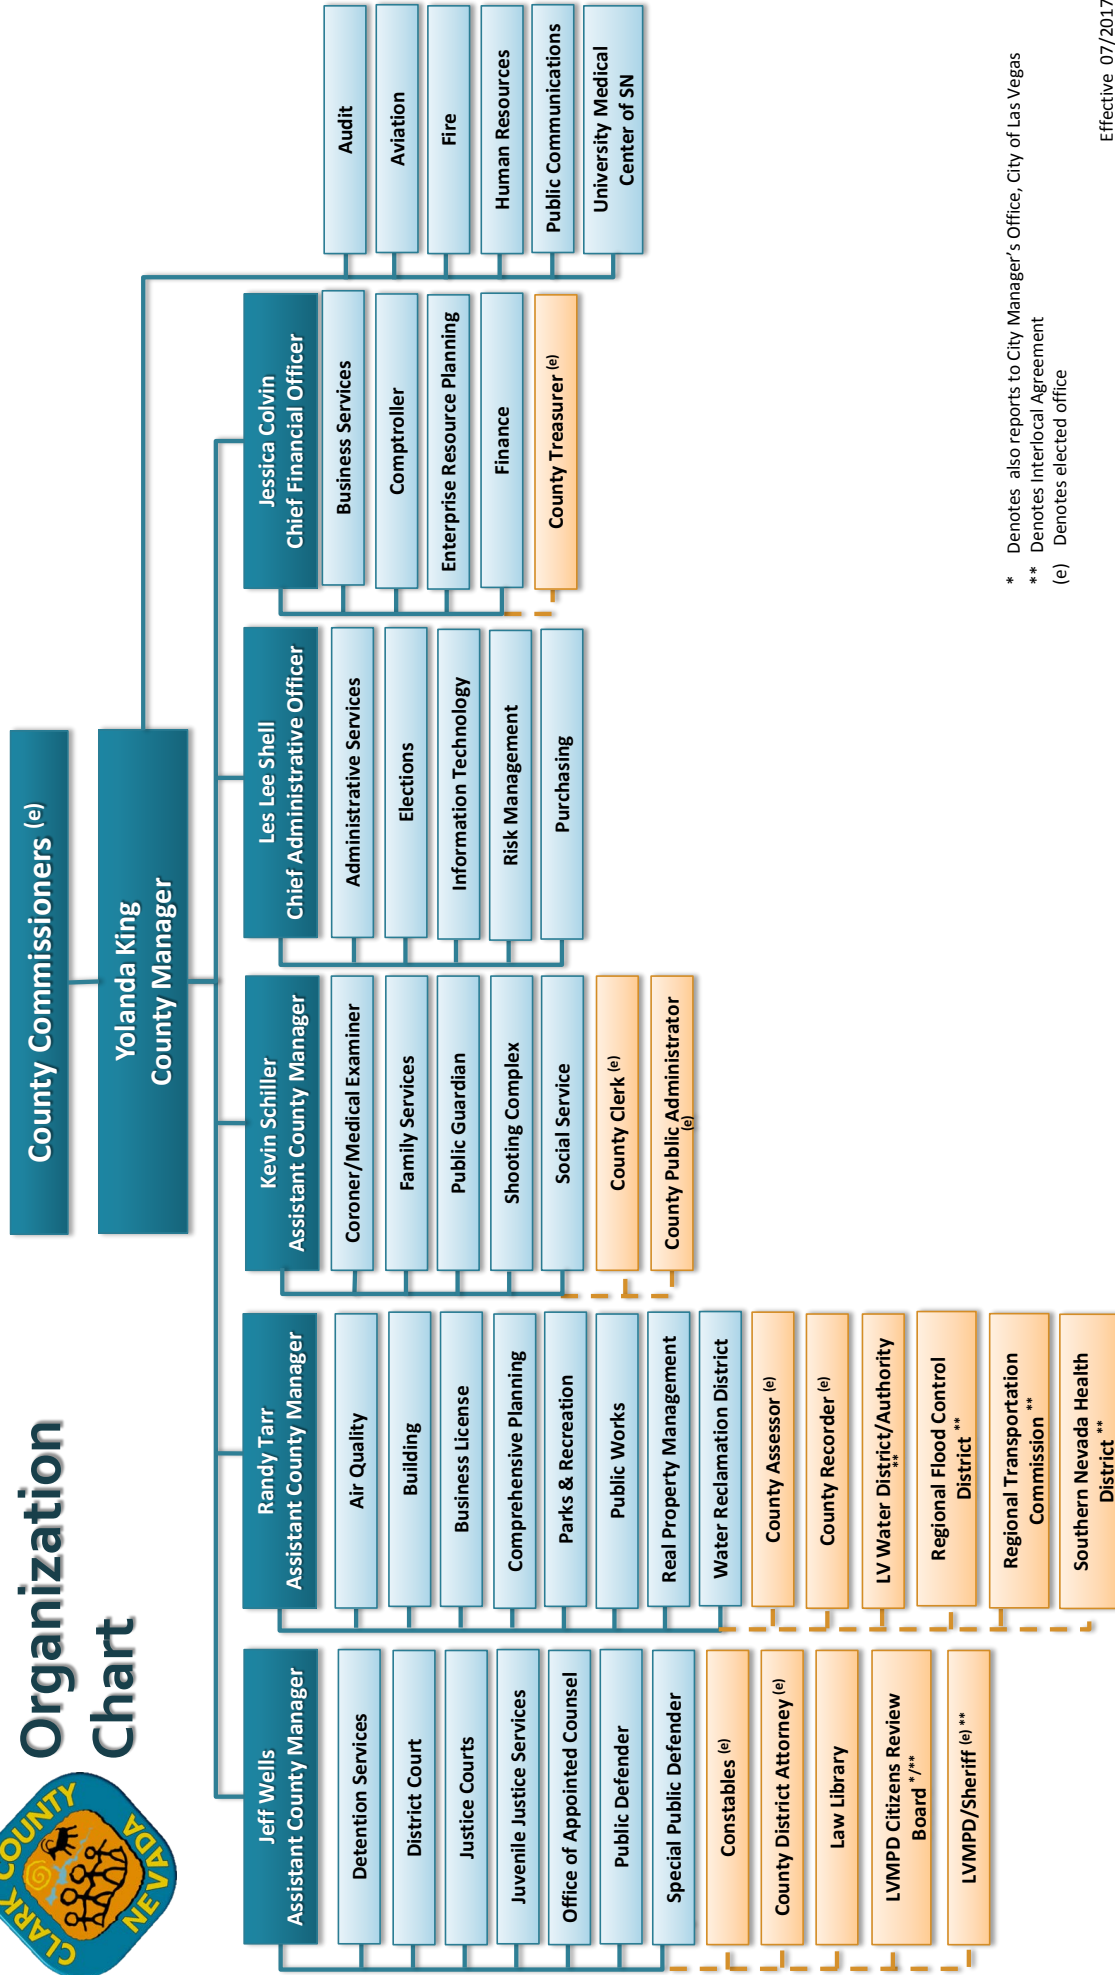 CLARK COUNTY
NEVADA
Organization
Chart
County Commissioners (e)
Yolanda King
County Manager
Jeff Wells
Assistant County Manager
Detention Services
District Court
Justice Courts
Juvenile Justice Services
Office of Appointed Counsel
Public Defender
Special Public Defender
Constables (e)
County District Attorney (e)
Law Library
LVMPD Citizens Review
Board */**
LVMPD/Sheriff (e) **
Randy Tarr
Assistant County Manager
Air Quality
Building
Business License
Comprehensive Planning
Parks & Recreation
Public Works
Real Property Management
Water Reclamation District
County Assessor (e)
County Recorder (e)
LV Water District/Authority
**
Regional Flood Control
District **
Regional Transportation
Commission **
Southern Nevada Health
District **
Kevin Schiller
Assistant County Manager
Coroner/Medical Examiner
Family Services
Public Guardian
Shooting Complex
Social Service
County Clerk (e)
County Public Administrator
(e)
Les Lee Shell
Chief Administrative Officer
Administrative Services
Elections
Information Technology
Risk Management
Purchasing
Jessica Colvin
Chief Financial Officer
Business Services
Comptroller
Enterprise Resource Planning
Finance
County Treasurer (e)
Audit
Aviation
Fire
Human Resources
Public Communications
University Medical
Center of SN
* Denotes also reports to City Manager's Office, City of Las Vegas
** Denotes Interlocal Agreement
(e) Denotes elected office
Effective 07/2017